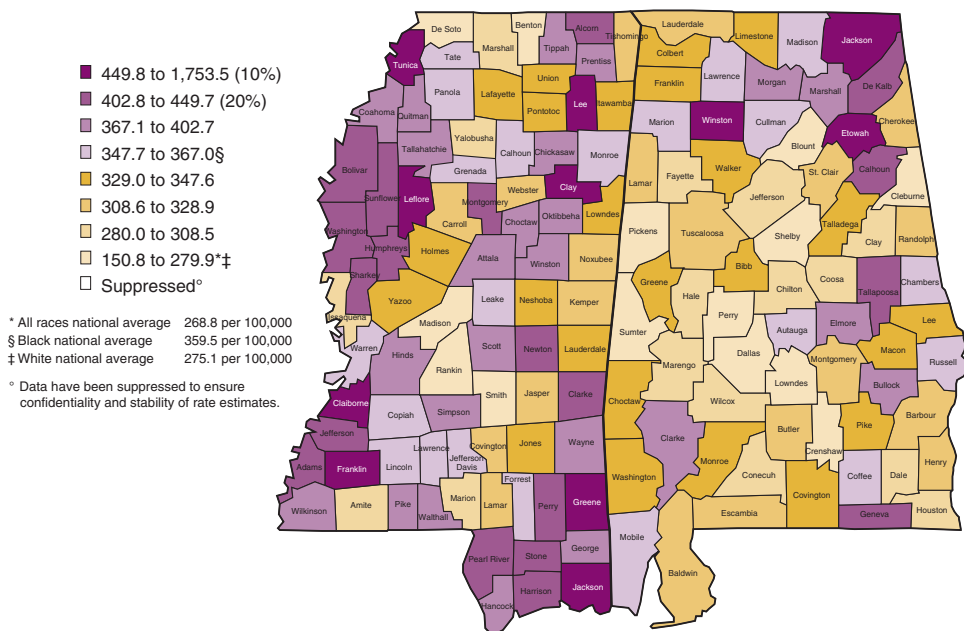 449.8 to 1,753.5 (10%)
402.8 to 449.7 (20%)
367.1 to 402.7
347.7 to 367.0§
329.0 to 347.6
308.6 to 328.9
280.0 to 308.5
150.8 to 279.9*‡
Suppressed°
* All races national average 268.8 per 100,000
§ Black national average 359.5 per 100,000
‡ White national average 275.1 per 100,000
° Data have been suppressed to ensure
confidentiality and stability of rate estimates.
De Soto
Benton
Marshall
Tippah
Alcorn
Tishomingo
Prentiss
Tunica
Tate
Panola
Lafayette
Union
Pontotoc
Lee
Itawamba
Coahoma
Quitman
Tallahatchie
Yalobusha
Calhoun
Chickasaw
Monroe
Grenada
Bolivar
Sunflower
Leflore
Carroll
Montgomery
Webster
Clay
Choctaw
Oktibbeha
Lowndes
Washington
Humphreys
Holmes
Attala
Winston
Noxubee
Sharkey
Issaquena
Yazoo
Leake
Neshoba
Kemper
Madison
Warren
Hinds
Rankin
Scott
Newton
Lauderdale
Claiborne
Copiah
Simpson
Smith
Jasper
Clarke
Jefferson
Adams
Franklin
Lincoln
Lawrence
Jefferson
Davis
Covington
Jones
Wayne
Wilkinson
Amite
Pike
Walthall
Marion
Lamar
Forrest
Perry
Greene
Pearl River
Stone
George
Hancock
Harrison
Jackson
Lauderdale
Limestone
Madison
Jackson
Colbert
Lawrence
Morgan
Marshall
De Kalb
Franklin
Marion
Winston
Cullman
Etowah
Cherokee
Blount
Lamar
Fayette
Walker
Jefferson
St. Clair
Calhoun
Cleburne
Pickens
Tuscaloosa
Shelby
Talladega
Clay
Randolph
Bibb
Greene
Hale
Perry
Chilton
Coosa
Tallapoosa
Chambers
Sumter
Autauga
Elmore
Lee
Macon
Russell
Marengo
Dallas
Montgomery
Lowndes
Bullock
Choctaw
Wilcox
Butler
Crenshaw
Pike
Barbour
Clarke
Monroe
Washington
Conecuh
Covington
Coffee
Dale
Henry
Escambia
Geneva
Houston
Mobile
Baldwin